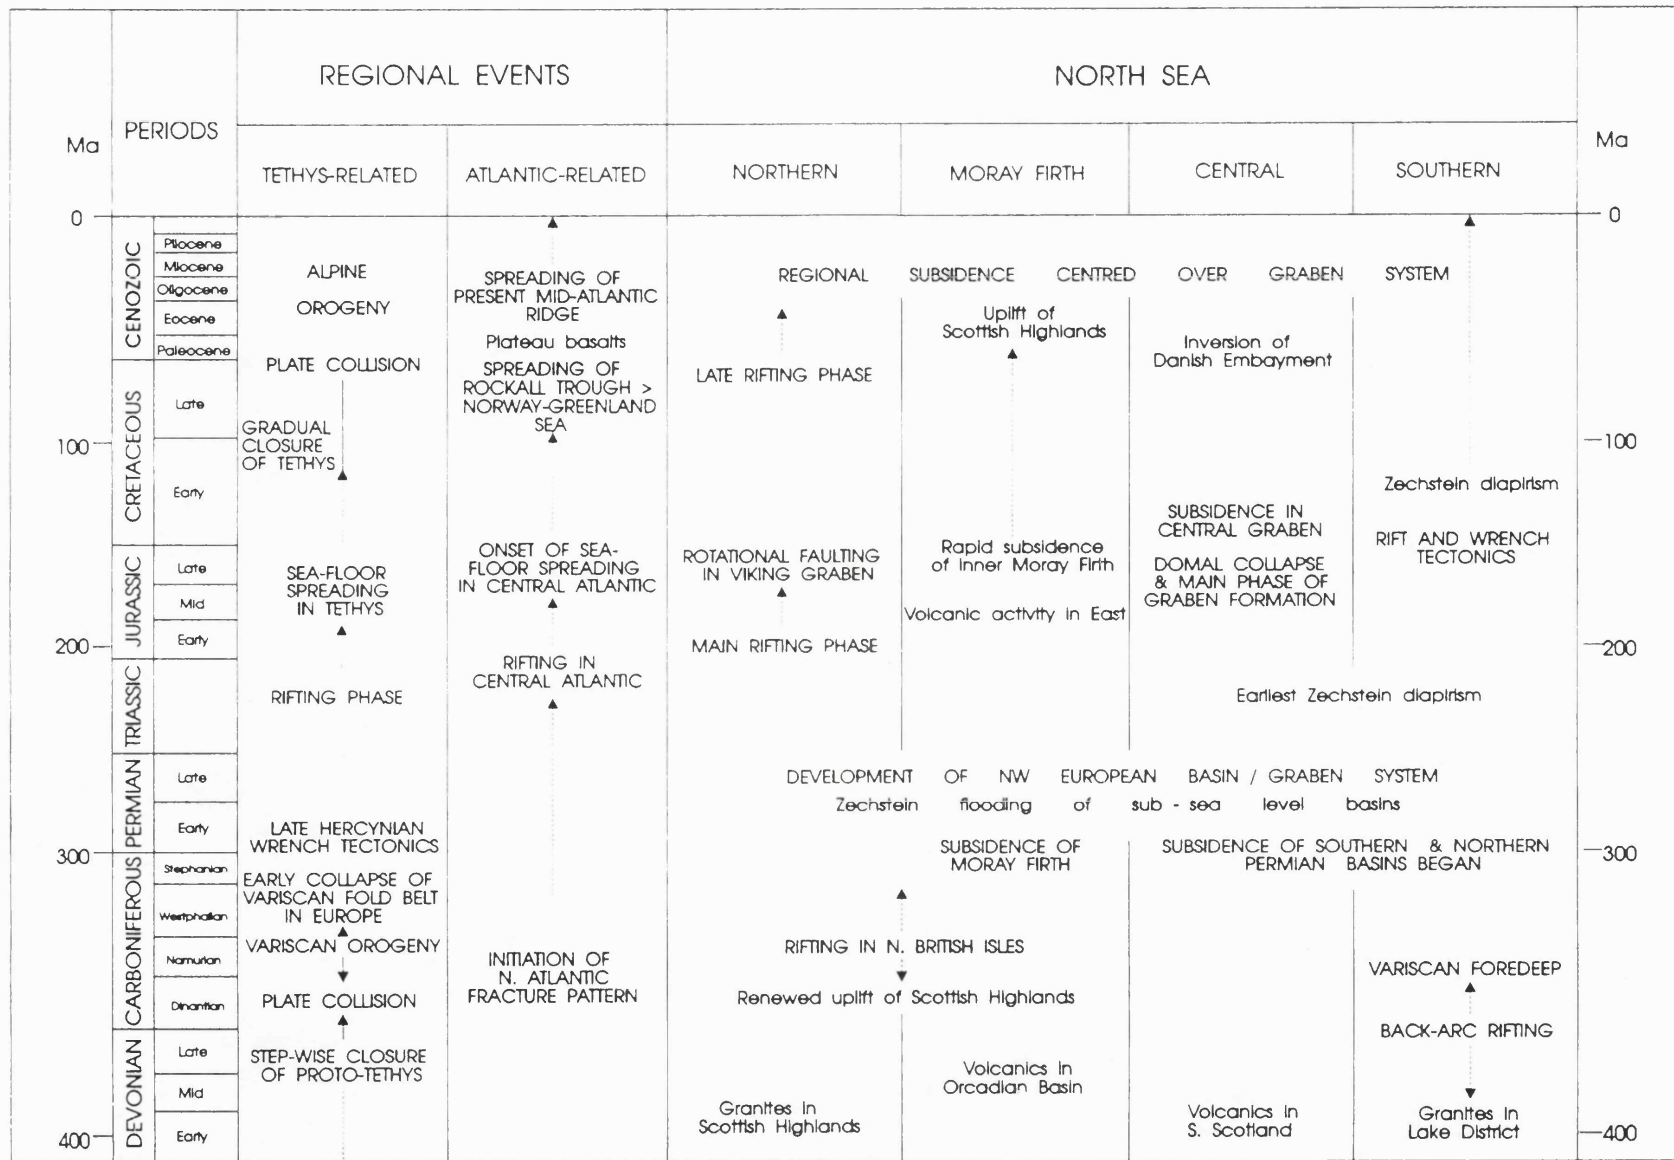 REGIONAL EVENTS
NORTH SEA
Ma
PERIODS
Ma
TETHYS-RELATED
ATLANTIC-RELATED
NORTHERN
MORAY FIRTH
CENTRAL
SOUTHERN
0
0
CENOZOIC
Pliocene
Miocene
Oligocene
Eocene
Paleocene
ALPINE
OROGENY
PLATE COLLISION
SPREADING OF
PRESENT MID-ATLANTIC
RIDGE
Plateau basalts
SPREADING OF
ROCKALL TROUGH >
NORWAY-GREENLAND
SEA
REGIONAL SUBSIDENCE CENTRED OVER GRABEN SYSTEM
LATE RIFTING PHASE
Uplift of
Scottish Highlands
Inversion of
Danish Embayment
CRETACEOUS
Late
Early
100
100
GRADUAL
CLOSURE
OF TETHYS
SUBSIDENCE IN
CENTRAL GRABEN
Zechstein diapirism
RIFT AND WRENCH
TECTONICS
JURASSIC
Late
Mid
Early
200
200
SEA-FLOOR
SPREADING
IN TETHYS
ONSET OF SEA-
FLOOR SPREADING
IN CENTRAL ATLANTIC
ROTATIONAL FAULTING
IN VIKING GRABEN
MAIN RIFTING PHASE
Rapid subsidence
of Inner Moray Firth
Volcanic activity in East
DOMAL COLLAPSE
& MAIN PHASE OF
GRABEN FORMATION
TRIASSIC
RIFTING PHASE
RIFTING IN
CENTRAL ATLANTIC
Earliest Zechstein diapirism
PERMIAN
Late
Early
DEVELOPMENT OF NW EUROPEAN BASIN / GRABEN SYSTEM
Zechstein flooding of sub - sea level basins
LATE HERCYNIAN
WRENCH TECTONICS
SUBSIDENCE OF
MORAY FIRTH
SUBSIDENCE OF SOUTHERN & NORTHERN
PERMIAN BASINS BEGAN
300
300
CARBONIFEROUS
Stephanian
Westphalian
Namurian
Dinantian
EARLY COLLAPSE OF
VARISCAN FOLD BELT
IN EUROPE
VARISCAN OROGENY
PLATE COLLISION
INITIATION OF
N. ATLANTIC
FRACTURE PATTERN
RIFTING IN N. BRITISH ISLES
Renewed uplift of Scottish Highlands
VARISCAN FOREDEEP
BACK-ARC RIFTING
DEVONIAN
Late
Mid
Early
400
400
STEP-WISE CLOSURE
OF PROTO-TETHYS
Granites in
Scottish Highlands
Volcanics in
Orcadian Basin
Volcanics in
S. Scotland
Granites in
Lake District